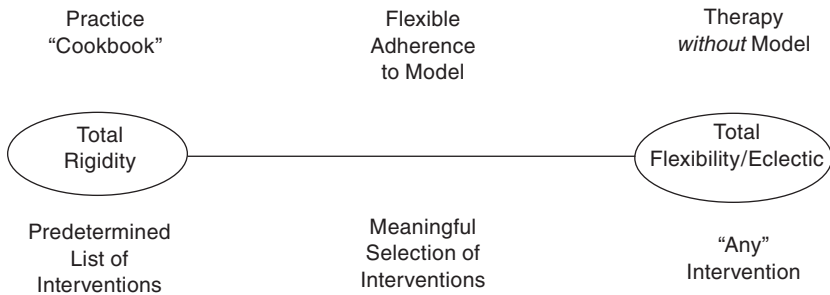 Practice
“Cookbook”
Flexible
Adherence
to Model
Therapy
without Model
Total
Rigidity
Total
Flexibility/Eclectic
Predetermined
List of
Interventions
Meaningful
Selection of
Interventions
“Any”
Intervention